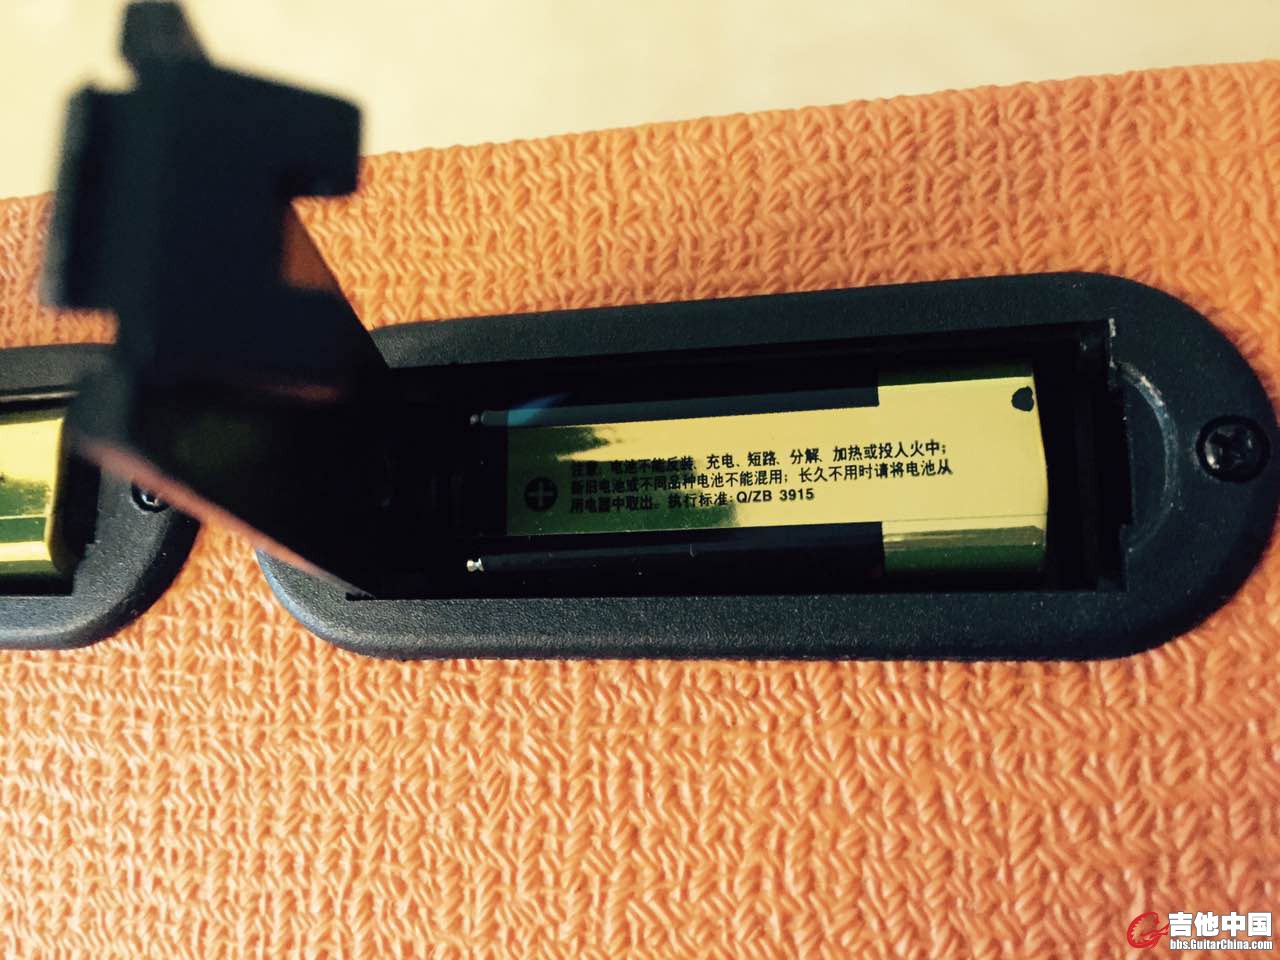 注意、电池不能反装、充电、短路、分解、加热或投入火中；
新旧电池或不同品种电池不能混用；长久不用时请将电池从
用电器中取出。执行标准：Q/ZB 3915
吉他中国
bbs.GuitarChina.com